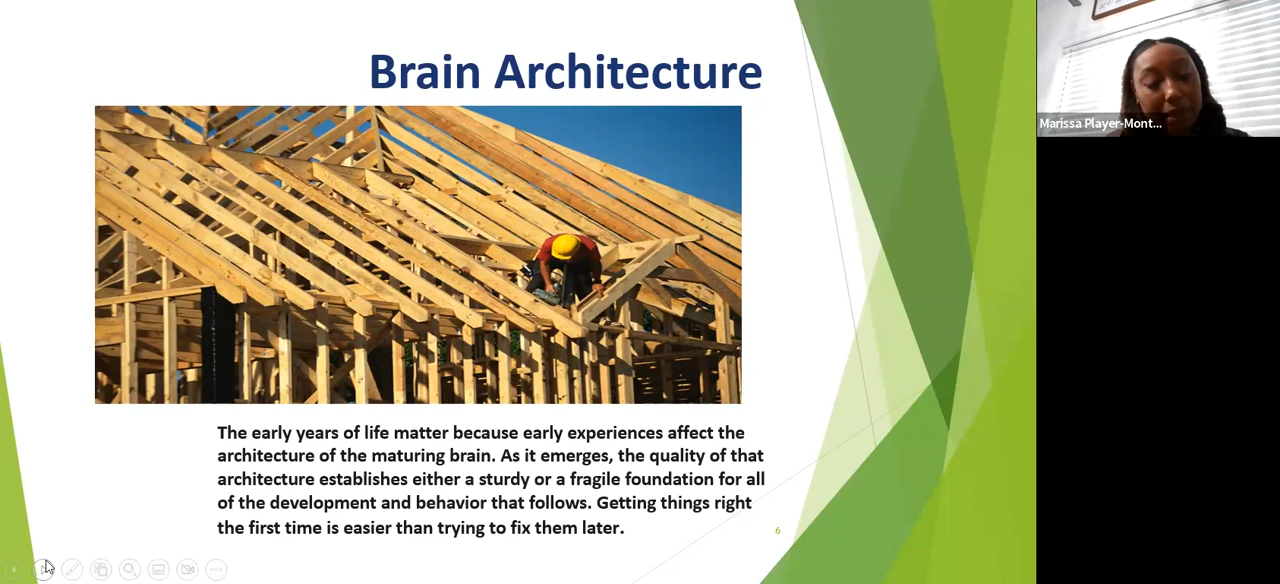 Brain Architecture
Marissa Player-Mont...
The early years of life matter because early experiences affect the
architecture of the maturing brain. As it emerges, the quality of that
architecture establishes either a sturdy or a fragile foundation for all
of the development and behavior that follows. Getting things right
the first time is easier than trying to fix them later.
6